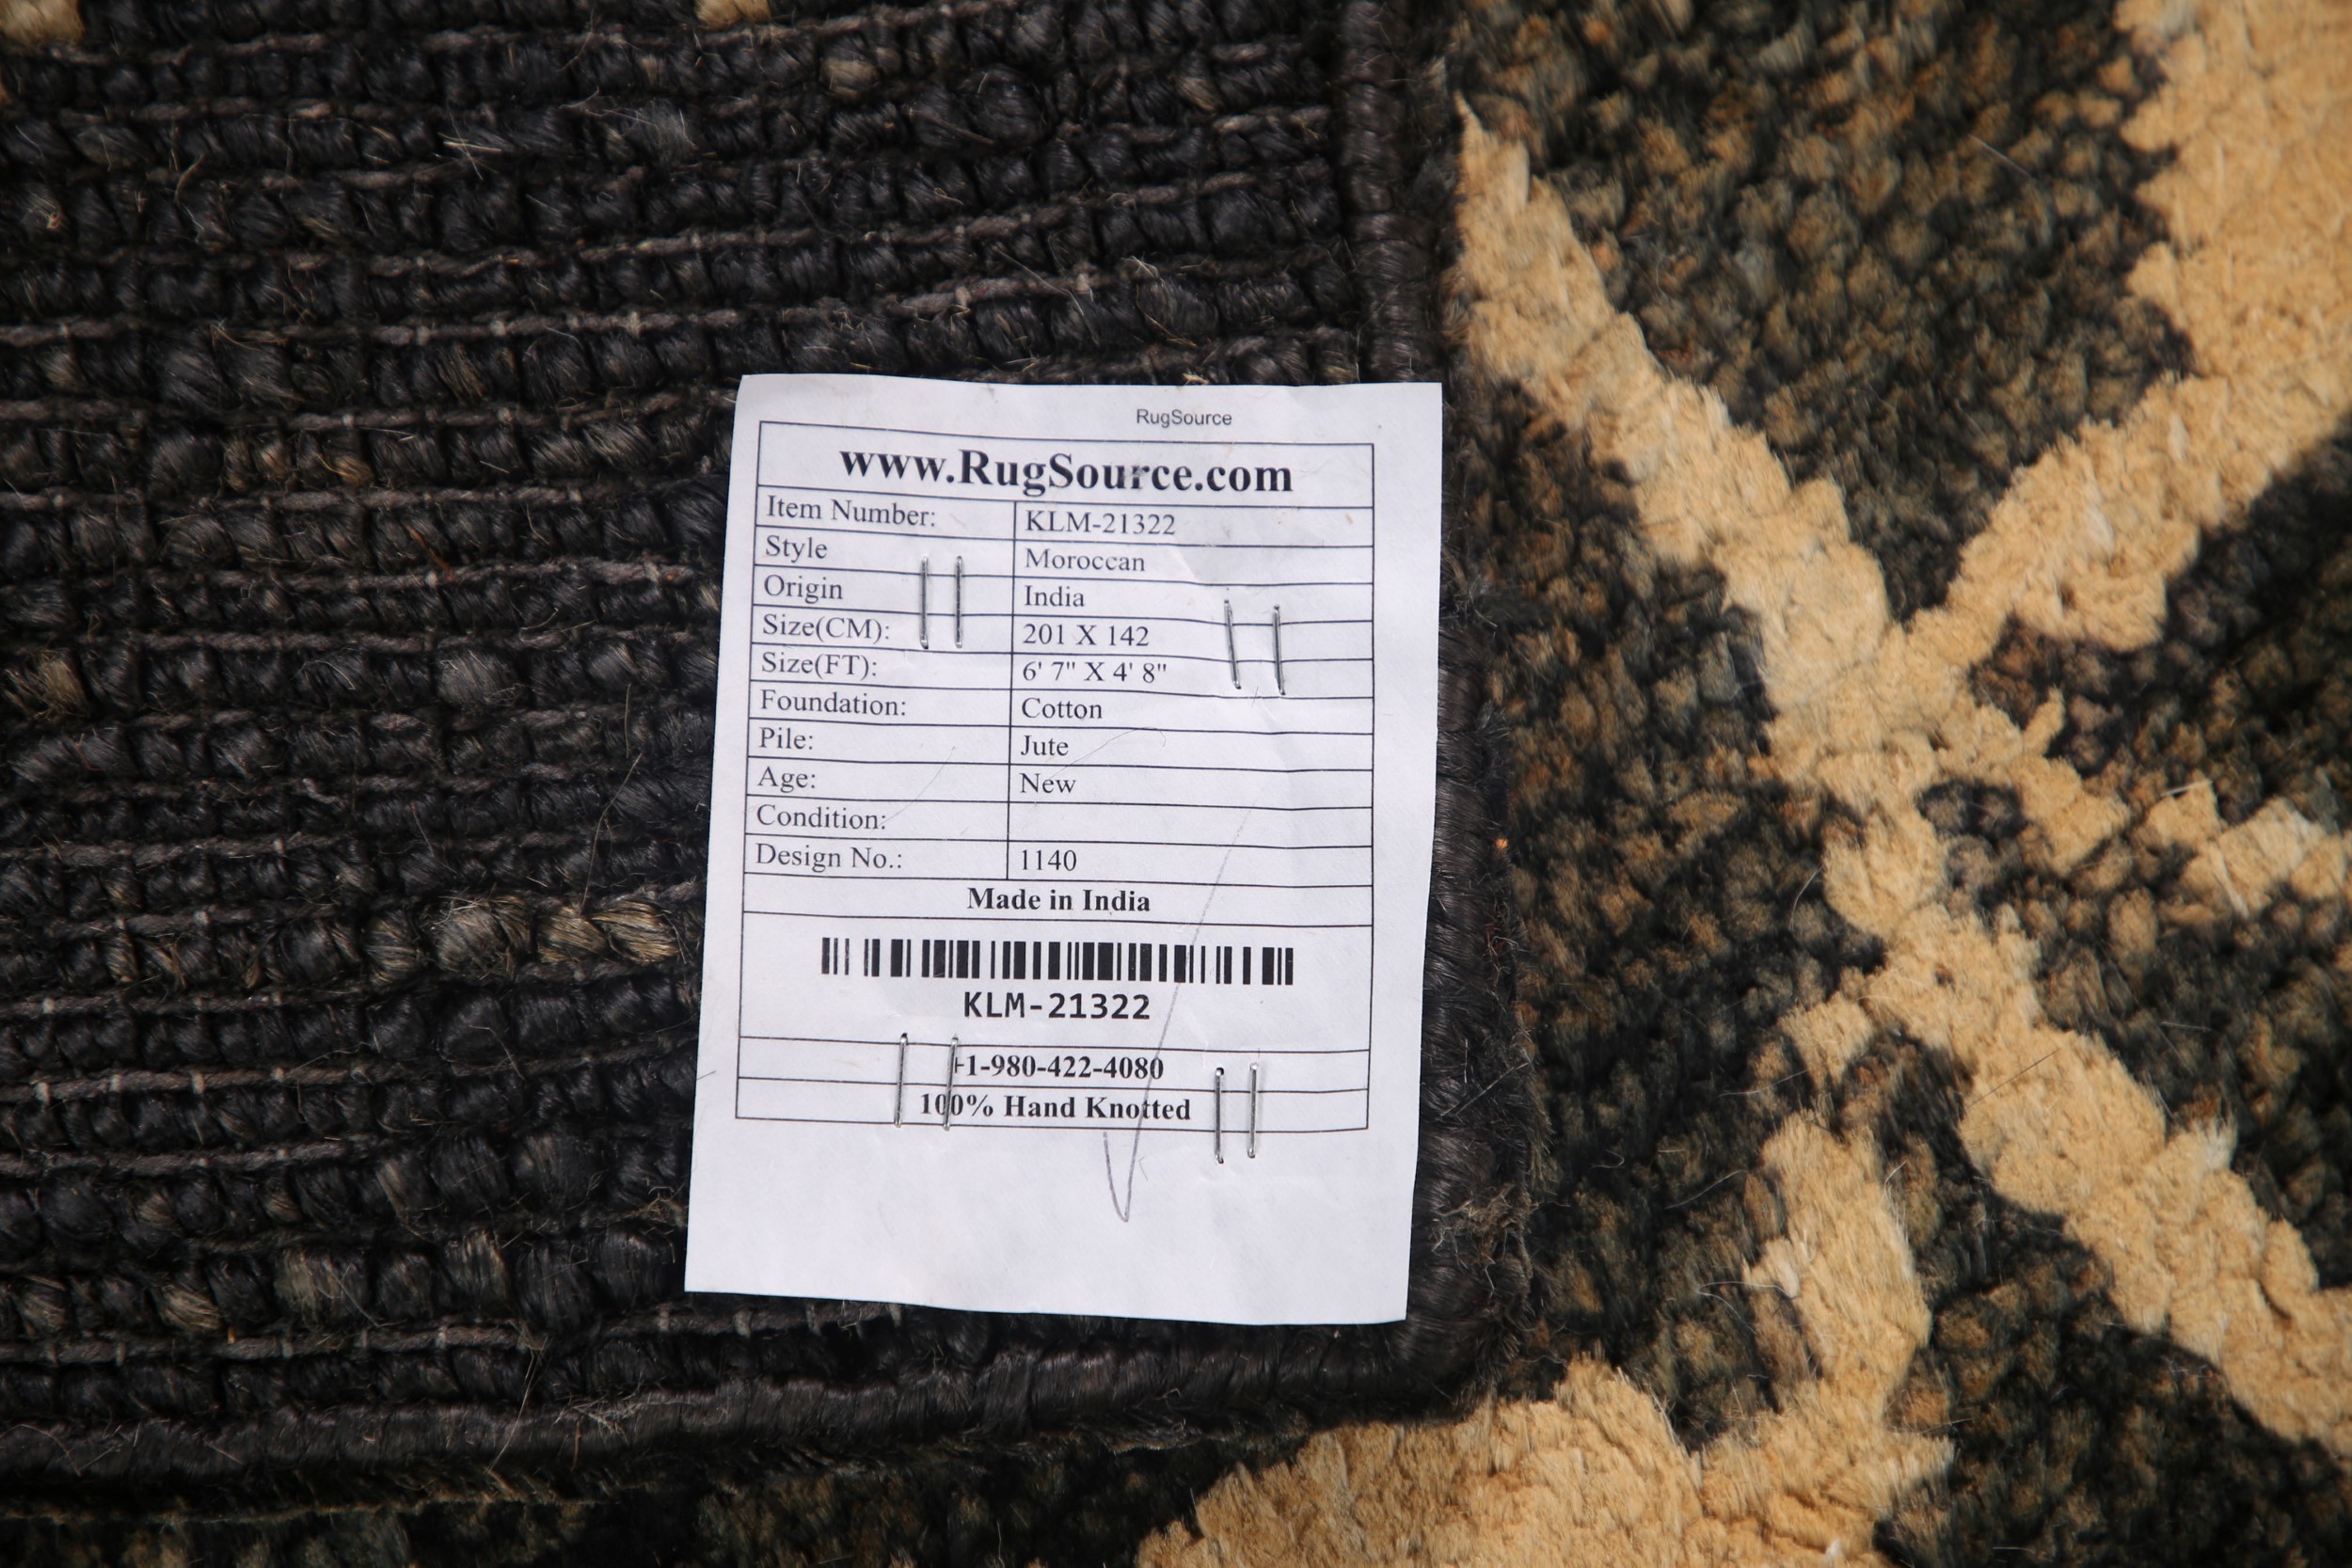 RugSource
www.RugSource.com
Item Number: KLM-21322
Style Moroccan
Origin India
Size(CM): 201 X 142
Size(FT): 6' 7" X 4' 8"
Foundation: Cotton
Pile: Jute
Age: New
Condition:
Design No.: 1140
Made in India
KLM-21322
+1-980-422-4080
100% Hand Knotted